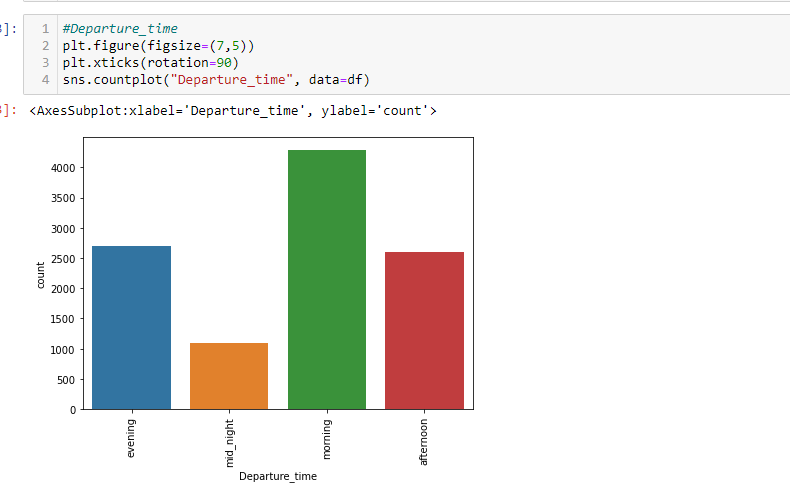 ]:
1 #Departure_time
2 plt.figure(figsize=(7,5))
3 plt.xticks(rotation=90)
4 sns.countplot("Departure_time", data=df)
]: <AxesSubplot:xlabel='Departure_time', ylabel='count'>
4000
3500
3000
2500
2000
1500
1000
500
0
count
evening
mid_night
morning
afternoon
Departure_time